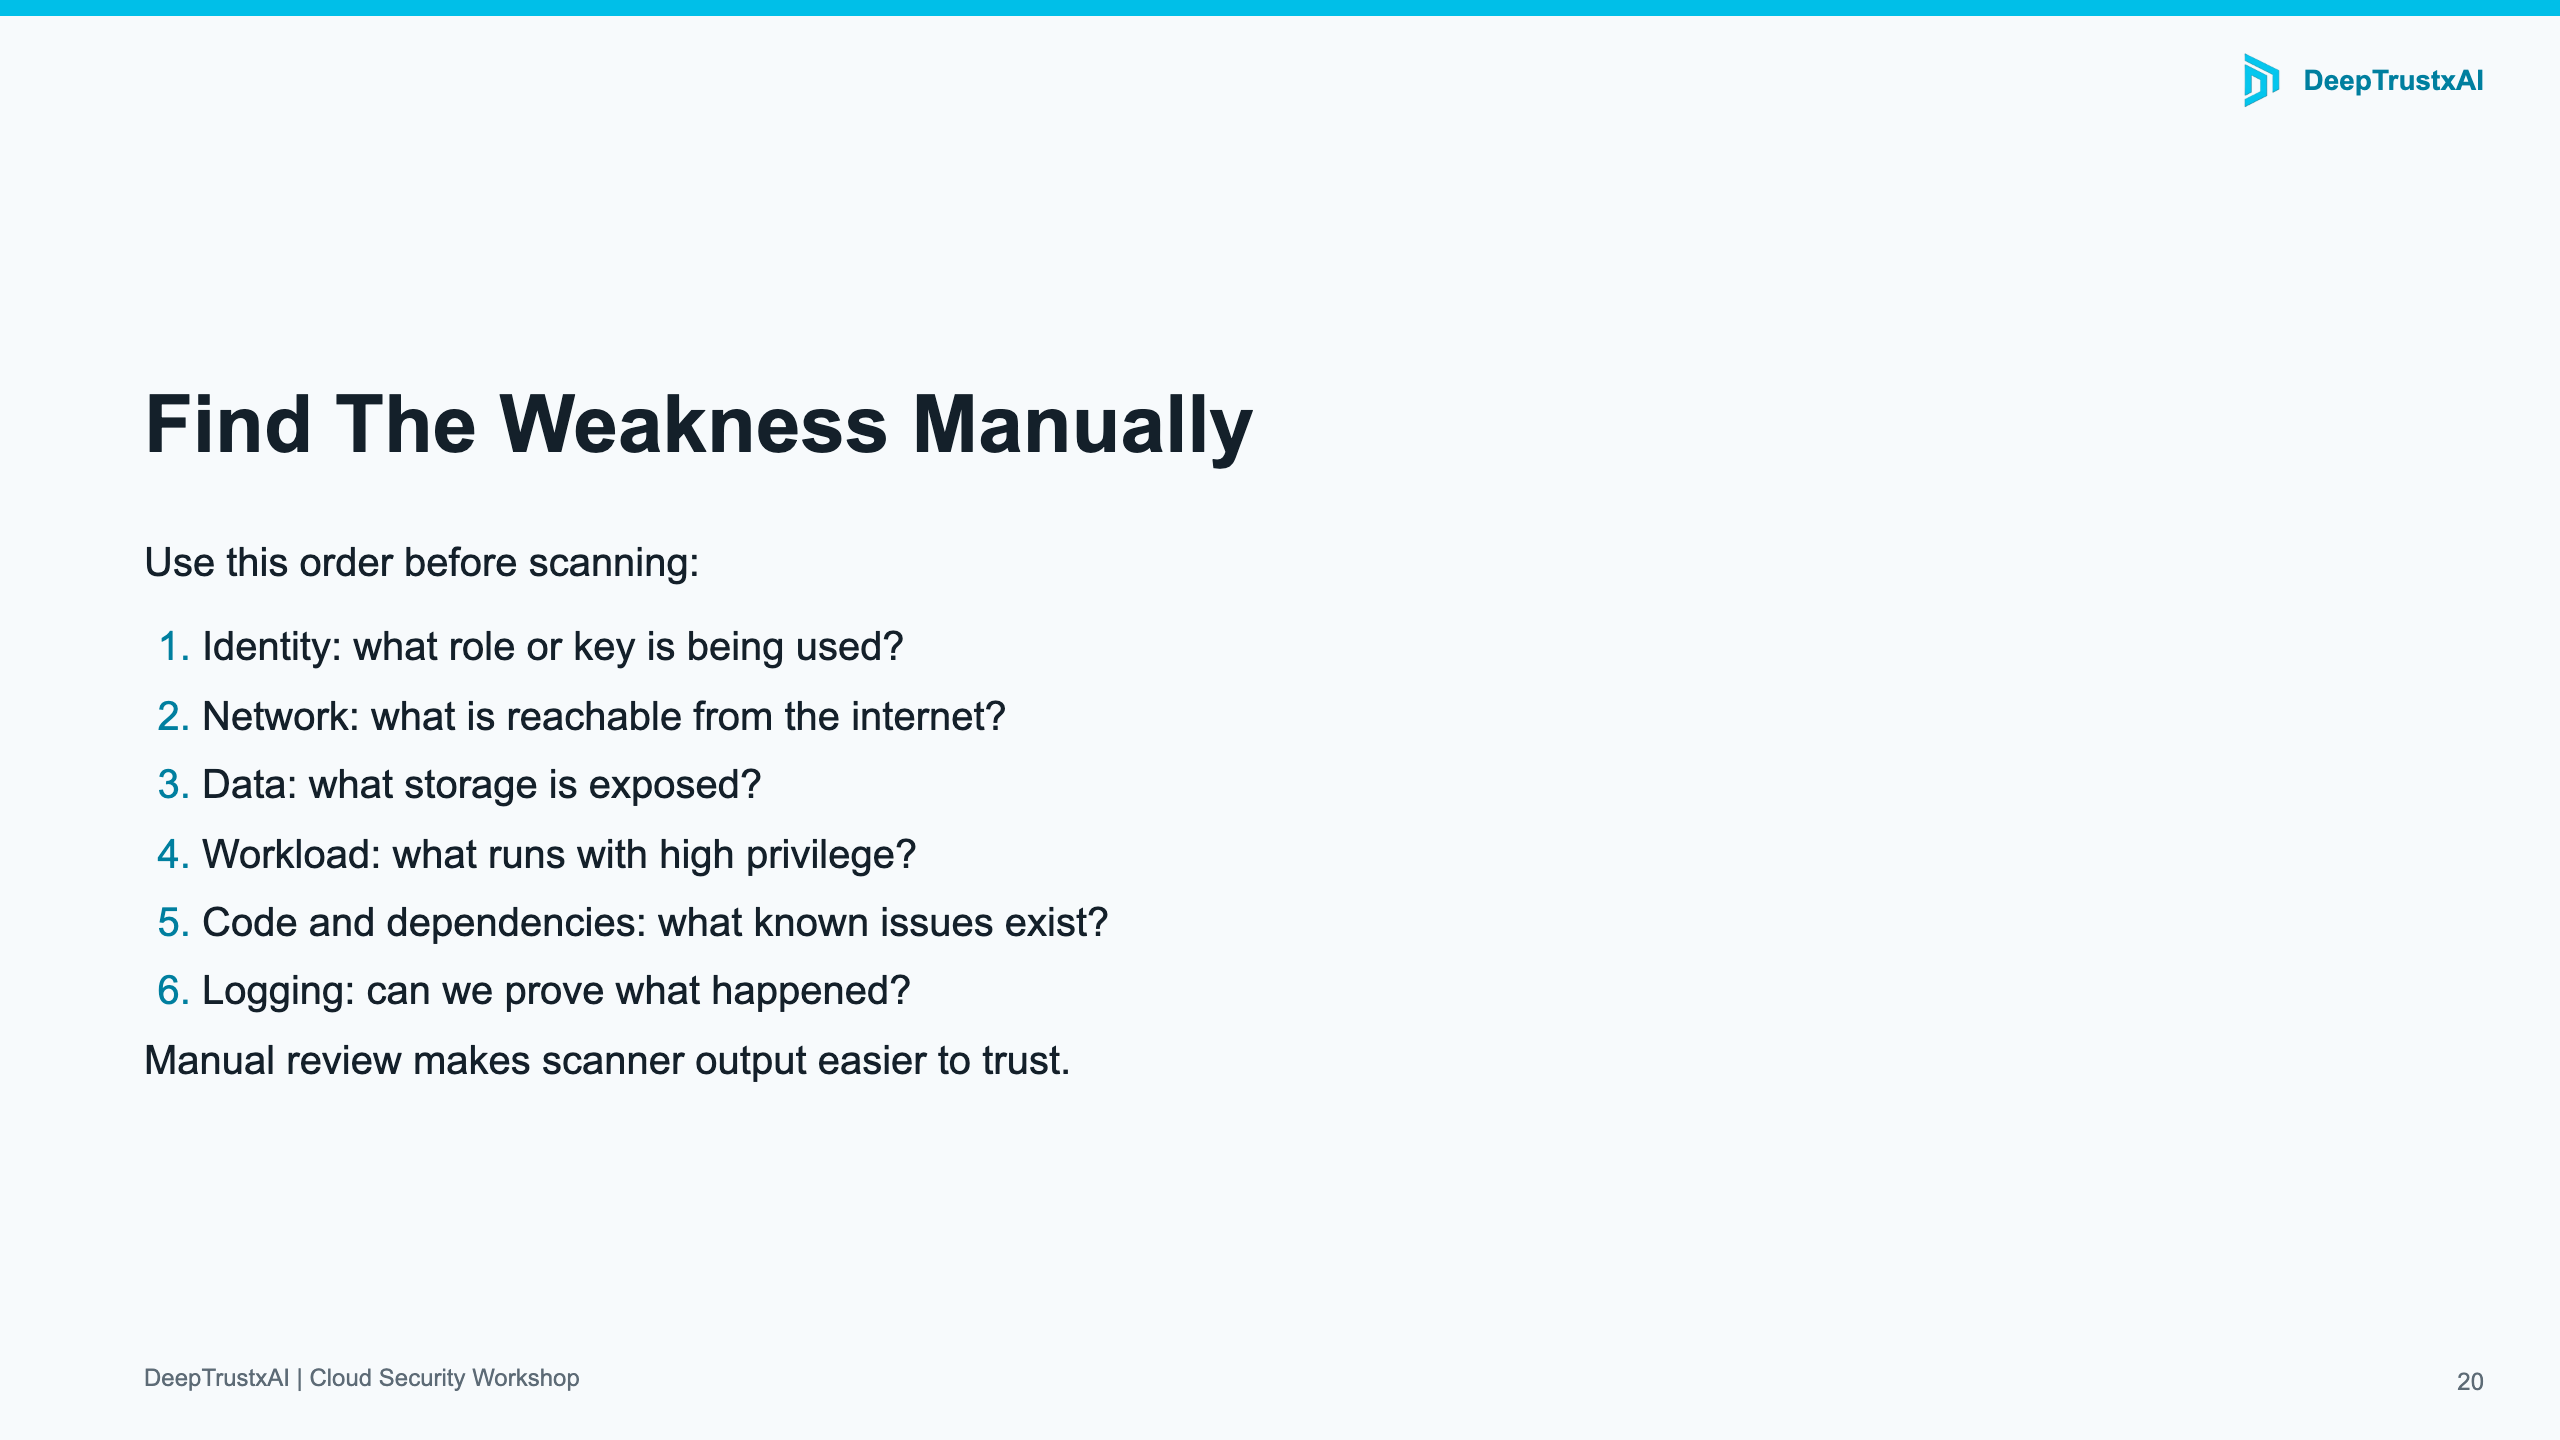 DeepTrustxAI
Find The Weakness Manually
Use this order before scanning:
1. Identity: what role or key is being used?
2. Network: what is reachable from the internet?
3. Data: what storage is exposed?
4. Workload: what runs with high privilege?
5. Code and dependencies: what known issues exist?
6. Logging: can we prove what happened?
Manual review makes scanner output easier to trust.
DeepTrustxAI | Cloud Security Workshop
20